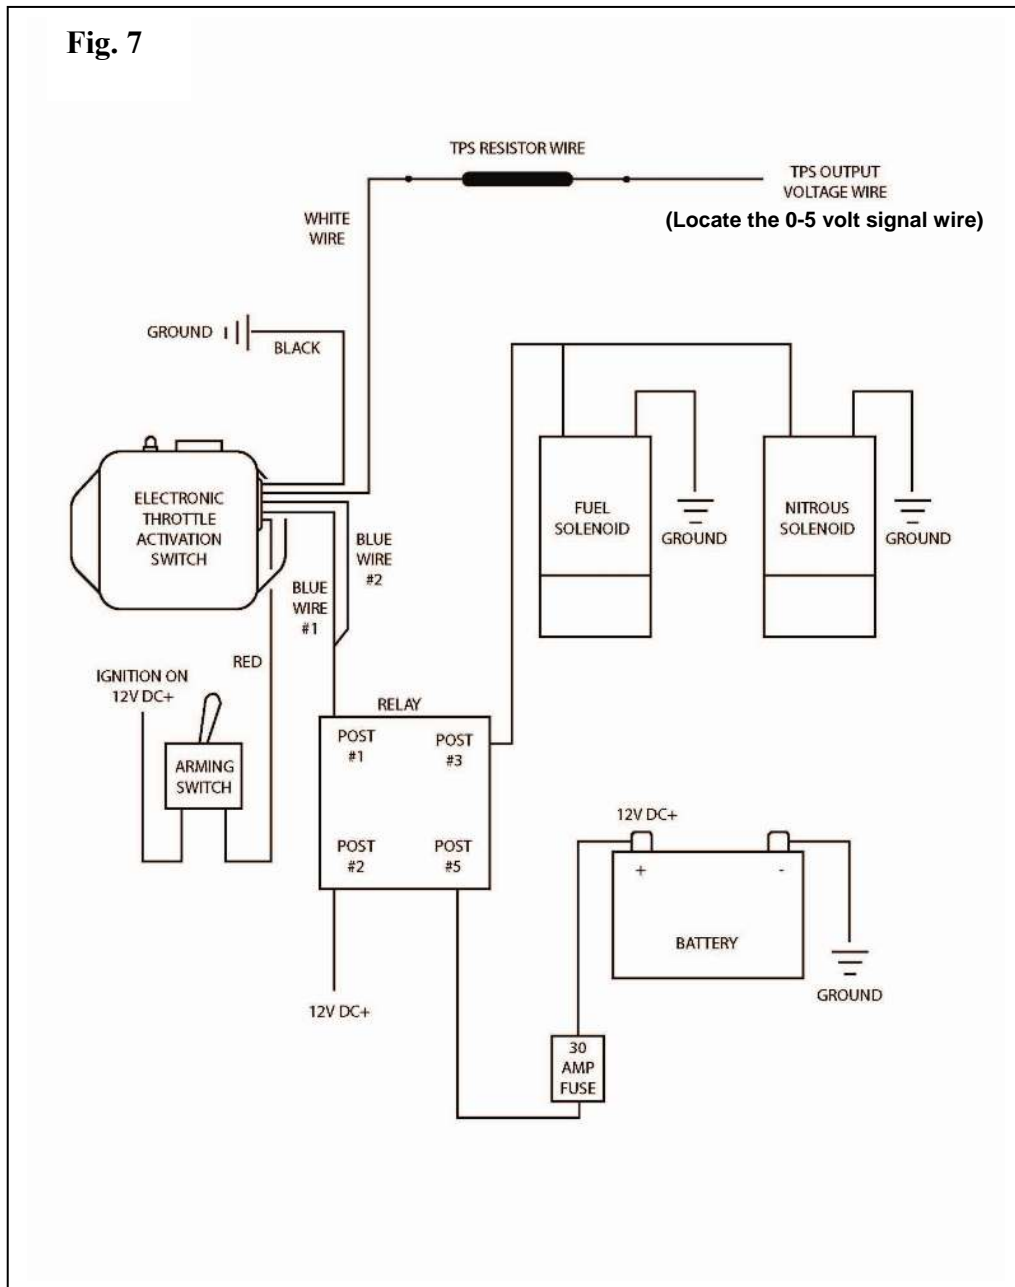 Fig. 7
TPS RESISTOR WIRE
TPS OUTPUT
VOLTAGE WIRE
(Locate the 0-5 volt signal wire)
WHITE
WIRE
GROUND
BLACK
ELECTRONIC
THROTTLE
ACTIVATION
SWITCH
BLUE
WIRE
#2
BLUE
WIRE
#1
FUEL
SOLENOID
GROUND
NITROUS
SOLENOID
GROUND
RED
IGNITION ON
12V DC+
ARMING
SWITCH
RELAY
POST
#1
POST
#3
POST
#2
POST
#5
12V DC+
12V DC+
+
-
BATTERY
GROUND
30
AMP
FUSE